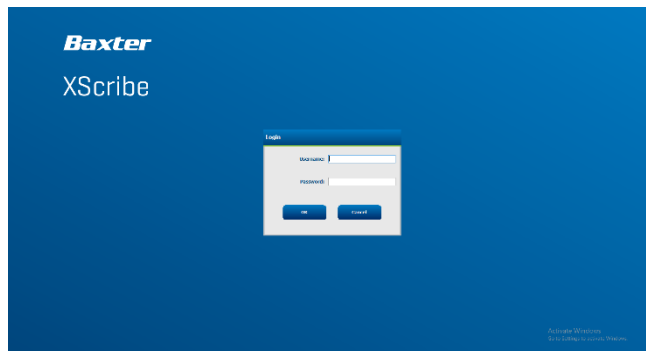 Baxter
XScribe
Login
Username:
Password:
OK
Cancel
Activate Windows
Go to Settings to activate Windows.